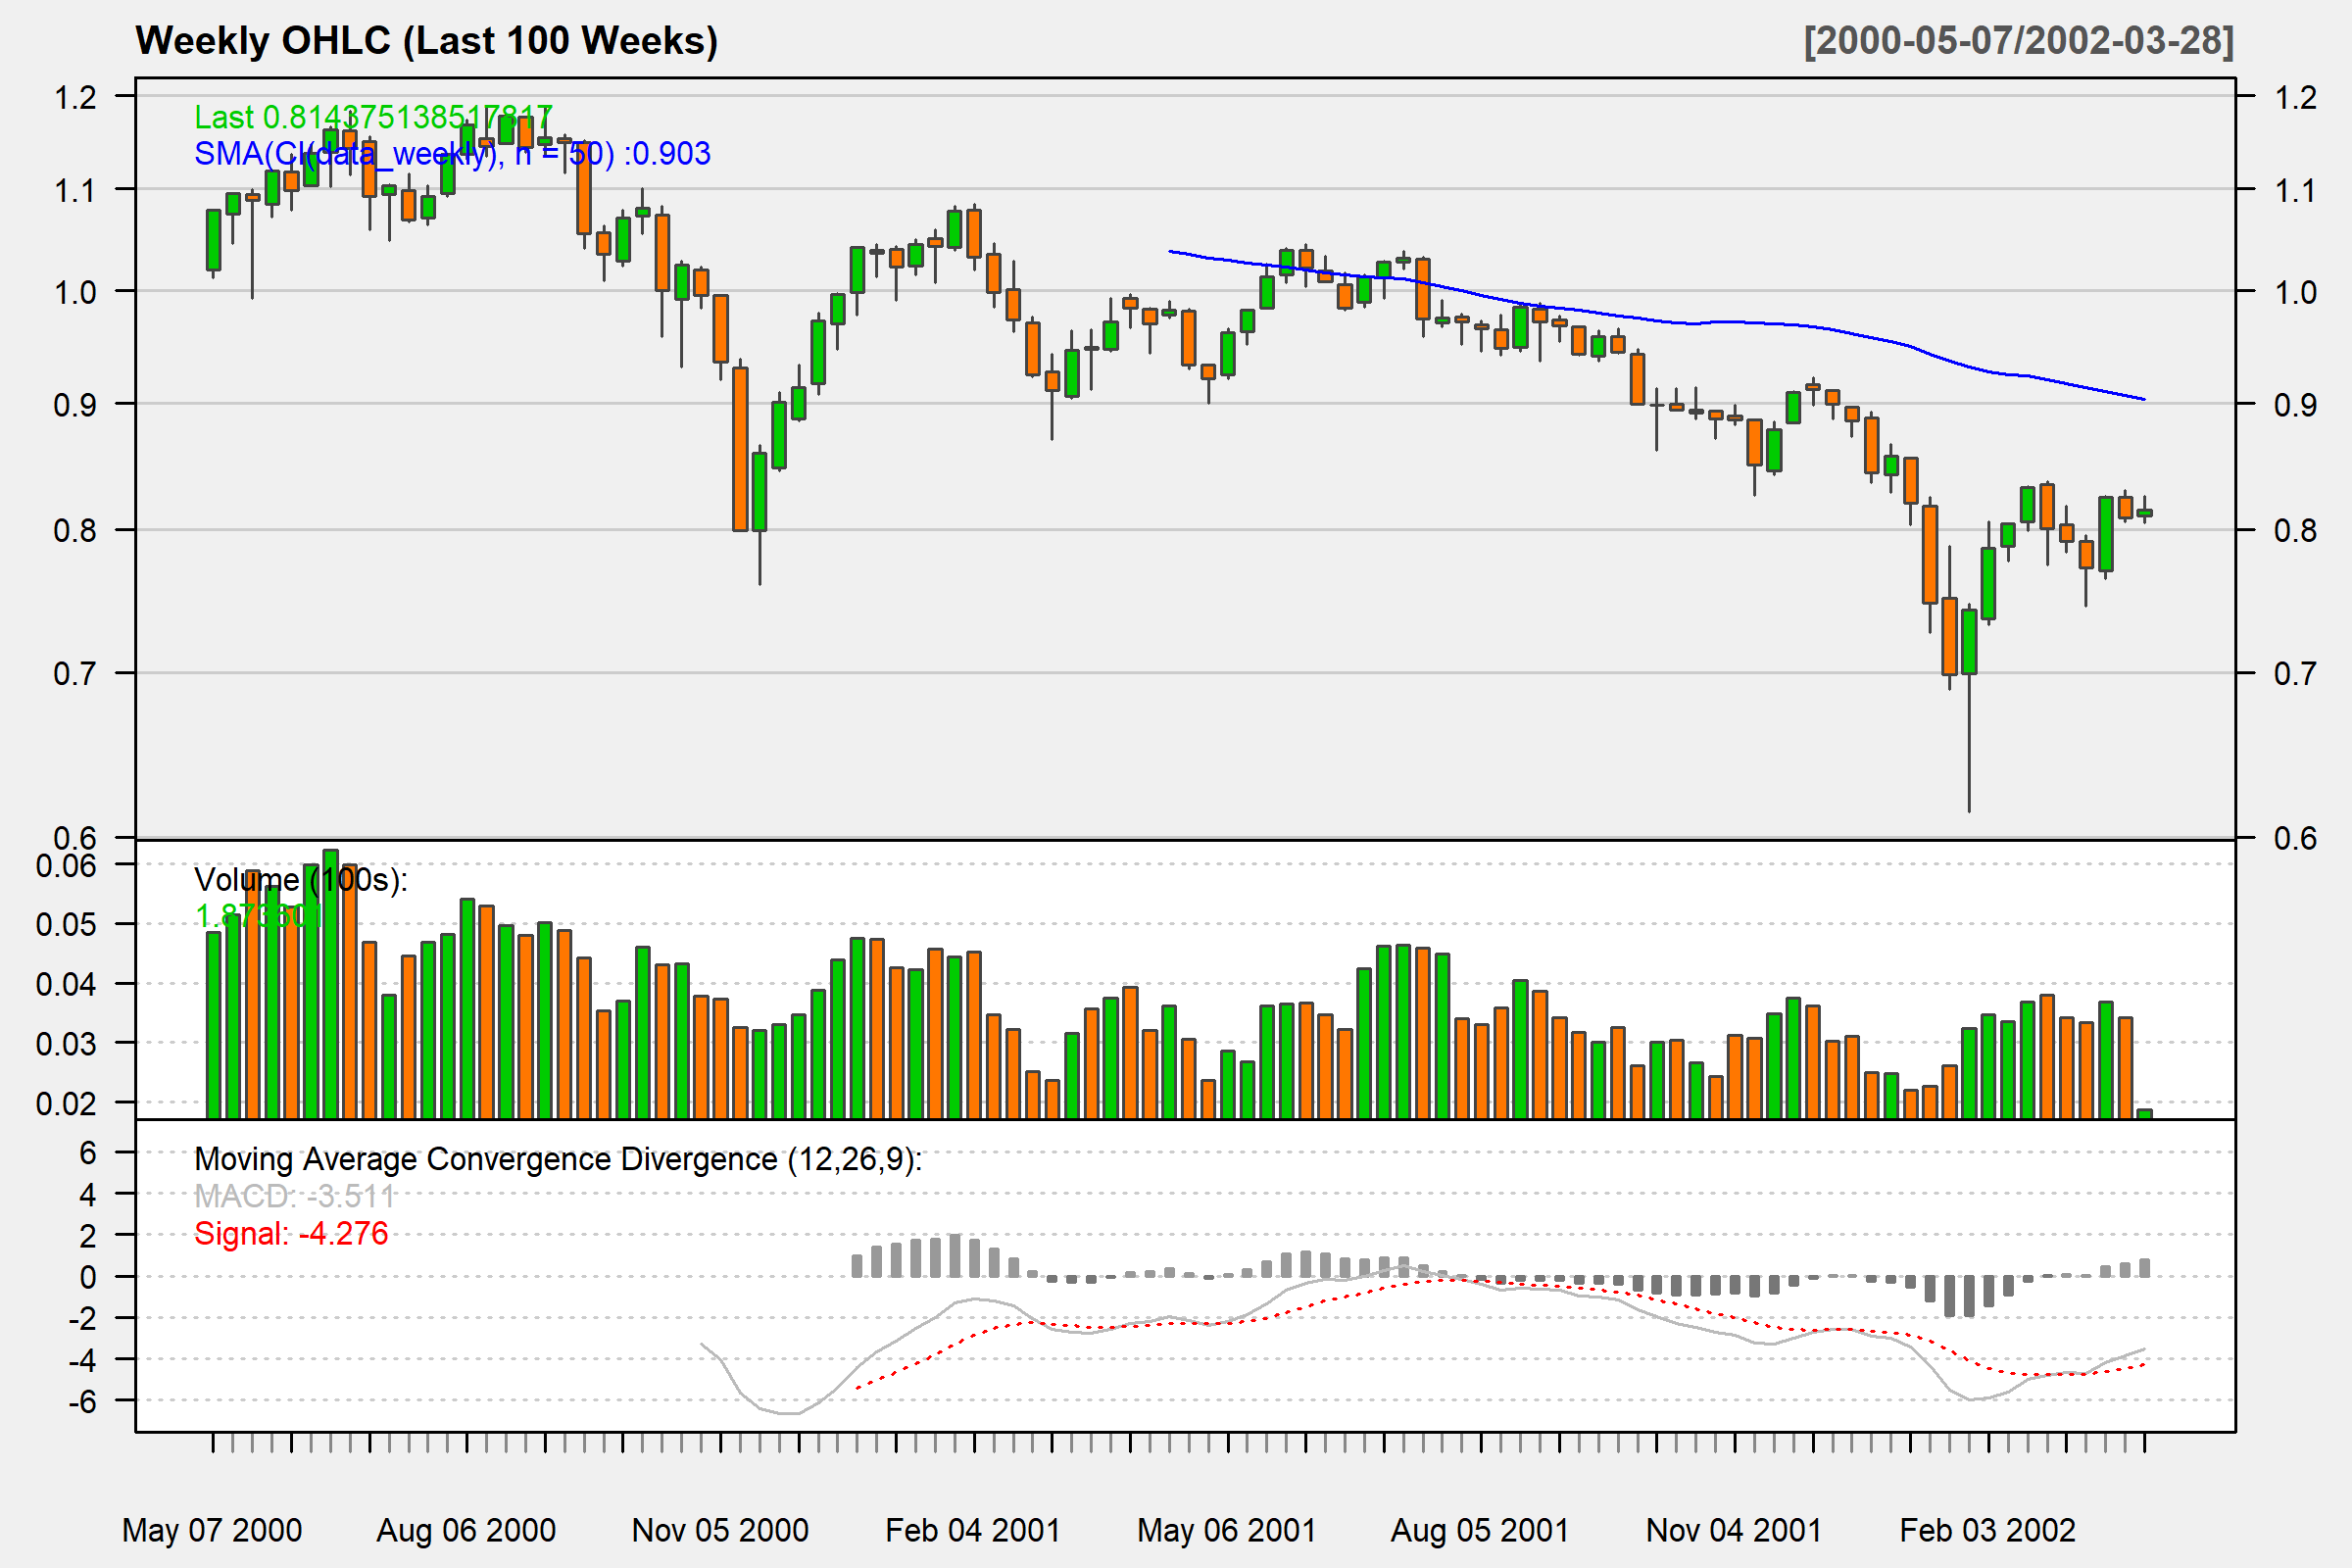 Weekly OHLC (Last 100 Weeks) [2000-05-07/2002-03-28]
1.2 1.2
Last 0.814375138517817
SMA(Cl(data_weekly), n = 50) :0.903
1.1 1.1
1.0 1.0
0.9 0.9
0.8 0.8
0.7 0.7
0.6 0.6
0.06
Volume (100s):
0.05
0.04
0.03
0.02
6
Moving Average Convergence Divergence (12,26,9):
4
MACD: -3.511
2
Signal: -4.276
0
-2
-4
-6
May 07 2000 Aug 06 2000 Nov 05 2000 Feb 04 2001 May 06 2001 Aug 05 2001 Nov 04 2001 Feb 03 2002